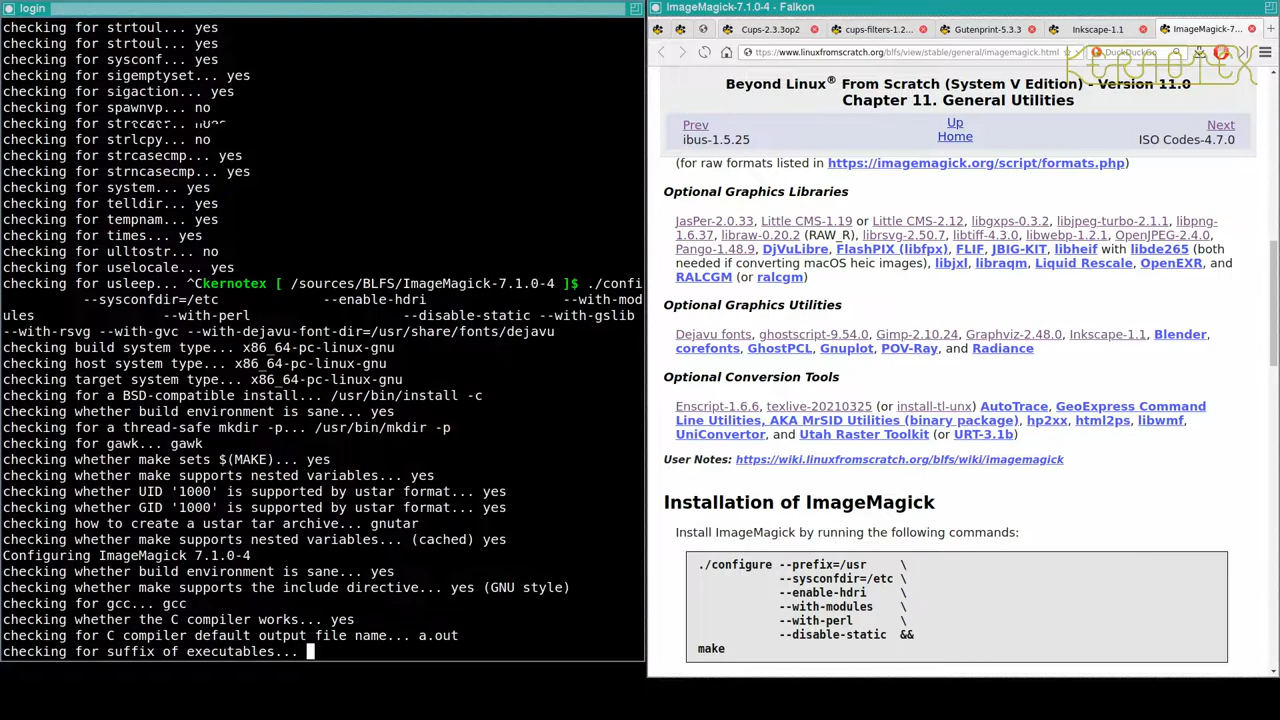 login
checking for strtoul... yes
checking for strtoul... yes
checking for sysconf... yes
checking for sigemptyset... yes
checking for sigaction... yes
checking for spawnvp... no
checking for
checking for strlcpy... no
checking for strcasecmp... yes
checking for strncasecmp... yes
checking for system... yes
checking for telldir... yes
checking for tempnam... yes
checking for times... yes
checking for ulltostr... no
checking for uselocale... yes
checking for usleep... ^Ckernotex [ /sources/BLFS/ImageMagick-7.1.0-4 ]$ ./confi
--sysconfdir=/etc --enable-hdri --with-mod
ules --with-perl --disable-static --with-gslib
--with-rsvg --with-gvc --with-dejavu-font-dir=/usr/share/fonts/dejavu
checking build system type... x86_64-pc-linux-gnu
checking host system type... x86_64-pc-linux-gnu
checking target system type... x86_64-pc-linux-gnu
checking for a BSD-compatible install... /usr/bin/install -c
checking whether build environment is sane... yes
checking for a thread-safe mkdir -p... /usr/bin/mkdir -p
checking for gawk... gawk
checking whether make sets $(MAKE)... yes
checking whether make supports nested variables... yes
checking whether UID '1000' is supported by ustar format... yes
checking whether GID '1000' is supported by ustar format... yes
checking how to create a ustar tar archive... gnutar
checking whether make supports nested variables... (cached) yes
Configuring ImageMagick 7.1.0-4
checking whether build environment is sane... yes
checking whether make supports the include directive... yes (GNU style)
checking for gcc... gcc
checking whether the C compiler works... yes
checking for C compiler default output file name... a.out
checking for suffix of executables...
ImageMagick-7.1.0-4 - Falkon
Cups-2.3.3op2
cups-filters-1.2...
Gutenprint-5.3.3
Inkscape-1.1
ImageMagick-7...
ttps://www.linuxfromscratch.org/blfs/view/stable/general/imagemagick.html
DuckDuckGo
KERNOTEX
Beyond Linux® From Scratch (System V Edition) - Version 11.0
Chapter 11. General Utilities
Prev Up Next
ibus-1.5.25 Home ISO Codes-4.7.0
(for raw formats listed in https://imagemagick.org/script/formats.php)
Optional Graphics Libraries
JasPer-2.0.33, Little CMS-1.19 or Little CMS-2.12, libgxps-0.3.2, libjpeg-turbo-2.1.1, libpng-
1.6.37, libraw-0.20.2 (RAW_R), librsvg-2.50.7, libtiff-4.3.0, libwebp-1.2.1, OpenJPEG-2.4.0,
Pango-1.48.9, DjVuLibre, FlashPIX (libfpx), FLIF, JBIG-KIT, libheif with libde265 (both
needed if converting macOS heic images), libjxl, libraqm, Liquid Rescale, OpenEXR, and
RALCGM (or ralcgm)
Optional Graphics Utilities
Dejavu fonts, ghostscript-9.54.0, Gimp-2.10.24, Graphviz-2.48.0, Inkscape-1.1, Blender,
corefonts, GhostPCL, Gnuplot, POV-Ray, and Radiance
Optional Conversion Tools
Enscript-1.6.6, texlive-20210325 (or install-tl-unx) AutoTrace, GeoExpress Command
Line Utilities, AKA MrSID Utilities (binary package), hp2xx, html2ps, libwmf,
UniConvertor, and Utah Raster Toolkit (or URT-3.1b)
User Notes: https://wiki.linuxfromscratch.org/blfs/wiki/imagemagick
Installation of ImageMagick
Install ImageMagick by running the following commands:
./configure --prefix=/usr \
--sysconfdir=/etc \
--enable-hdri \
--with-modules \
--with-perl \
--disable-static &&
make